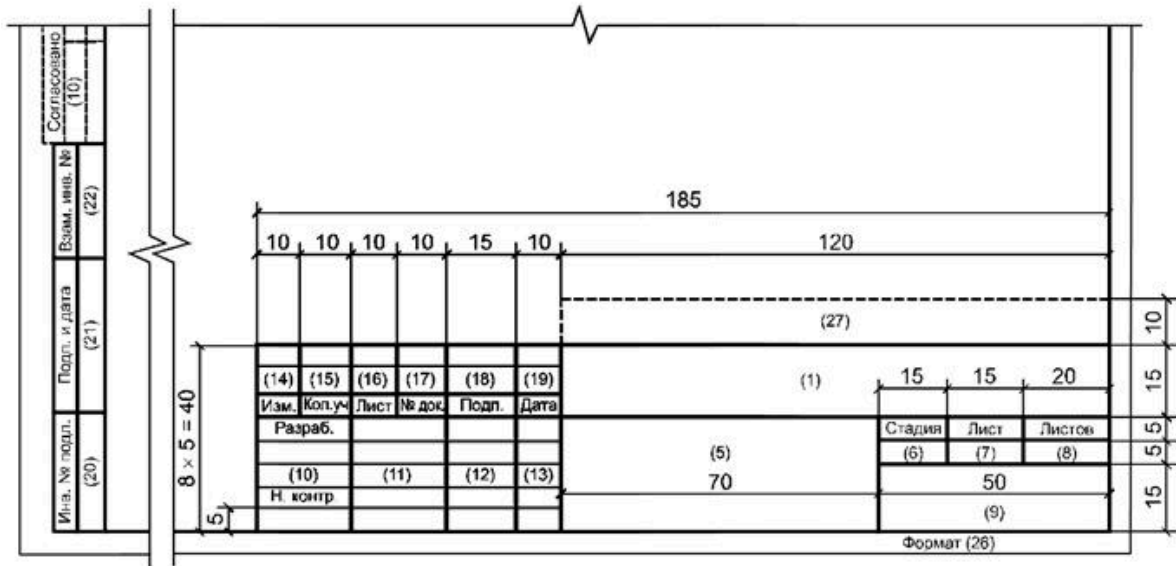 Согласовано
(10)
Взам. инв. №
(22)
Подп. и дата
(21)
Инв. № подл.
(20)
185
10 10 10 10 15 10 120
(27)
10
(14) (15) (16) (17) (18) (19)
(1)
15 15 20
15
Изм. Кол.уч Лист № док. Подп. Дата
Разраб.
Стадия Лист Листов
5
(5)
(6) (7) (8)
5
8 × 5 = 40
(10) (11) (12) (13)
70 50
Н. контр
(9)
15
5
Формат (26)